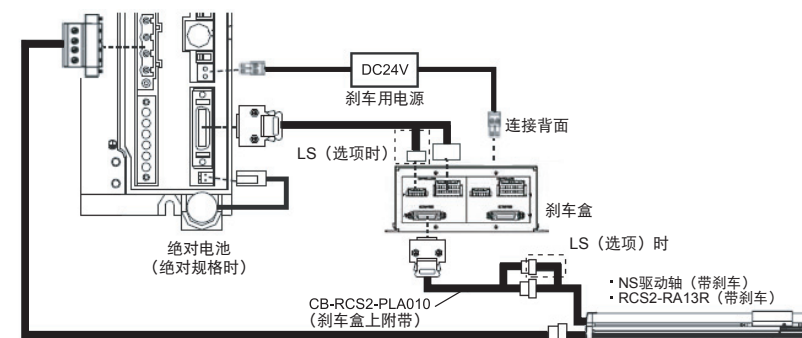 DC24V
刹车用电源
连接背面
LS（选项时）
刹车盒
绝对电池
（绝对规格时）
LS（选项）时
CB-RCS2-PLA010
（刹车盒上附带）
・NS驱动轴（带刹车）
・RCS2-RA13R（带刹车）